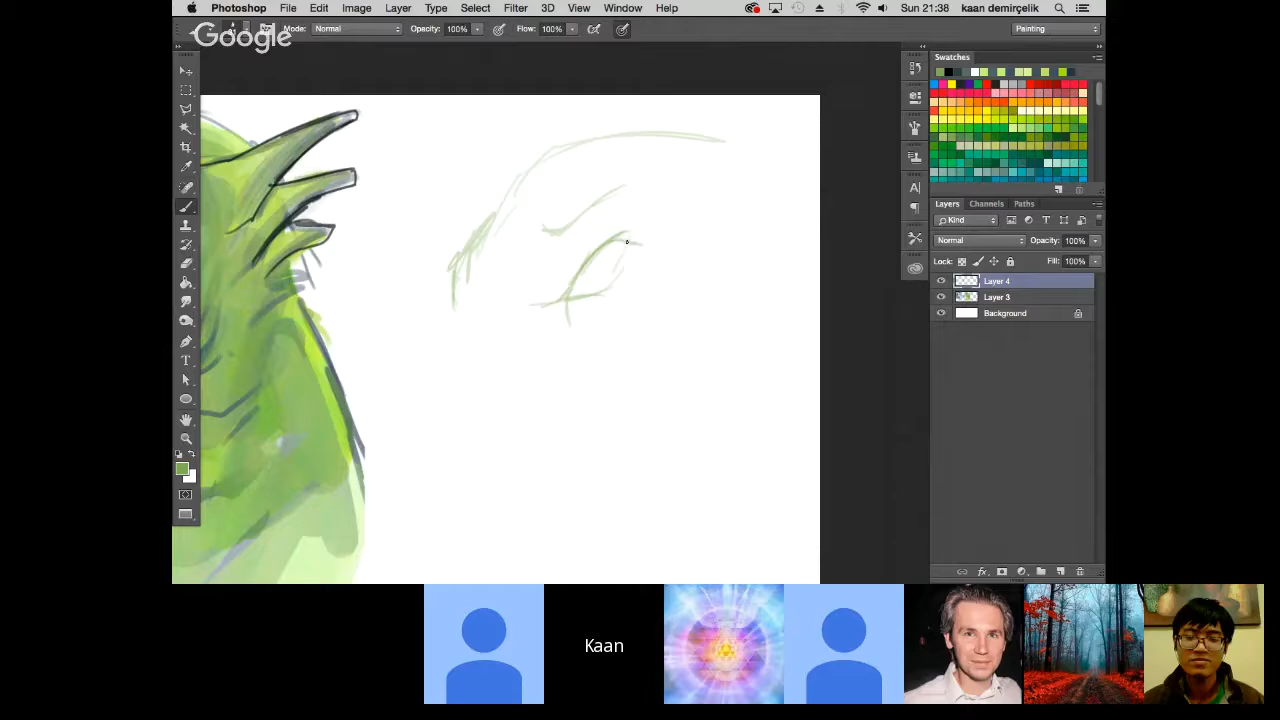 Photoshop File Edit Image Layer Type Select Filter 3D View Window Help Sun 21:38 kaan demirçelik
Google
Mode: Normal Opacity: 100% Flow: 100% Painting
Swatches
Layers Channels Paths
Kind
Normal Opacity: 100%
Lock: Fill: 100%
Layer 4
Layer 3
Background
Kaan